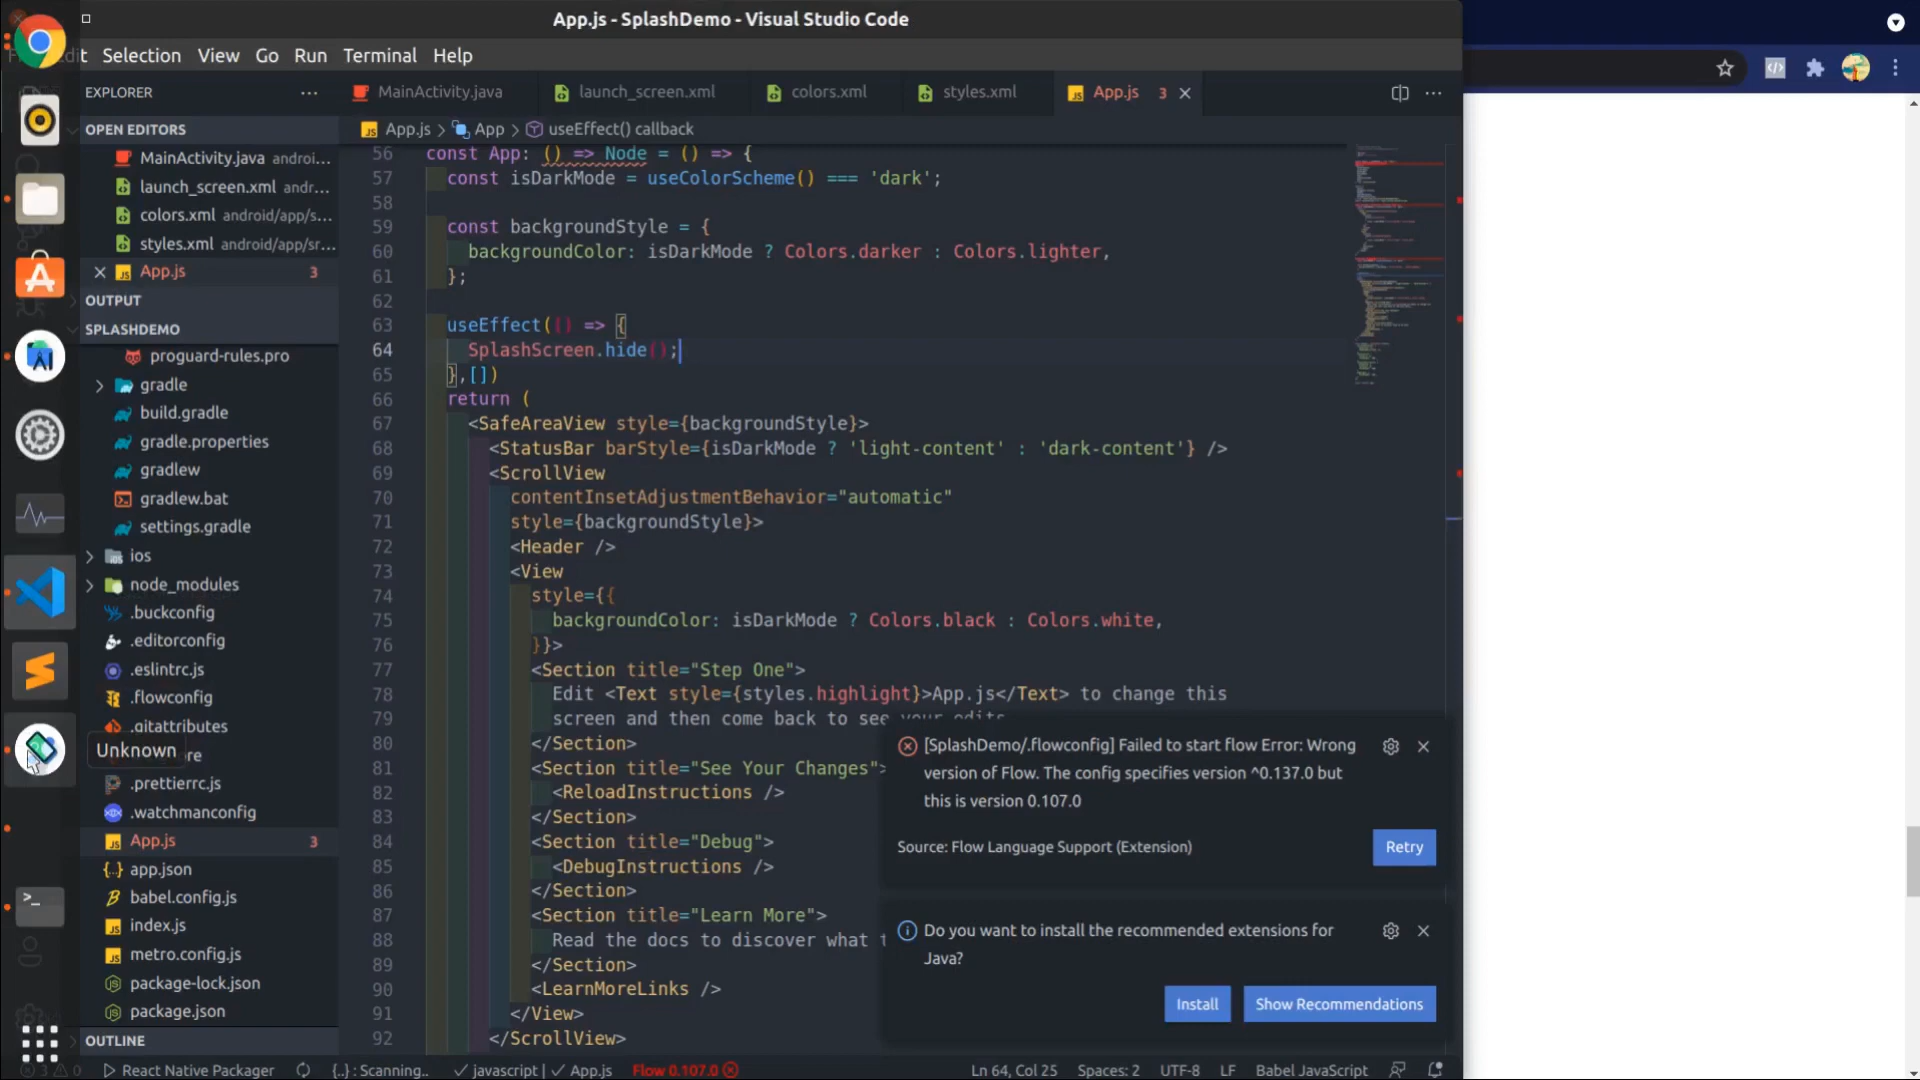 App.js - SplashDemo - Visual Studio Code
Selection View Go Run Terminal Help
EXPLORER
MainActivity.java
launch_screen.xml
colors.xml
styles.xml
App.js 3
OPEN EDITORS
MainActivity.java androi...
launch_screen.xml andr...
colors.xml android/app/s...
styles.xml android/app/sr...
App.js 3
OUTPUT
SPLASHDEMO
proguard-rules.pro
gradle
build.gradle
gradle.properties
gradlew
gradlew.bat
settings.gradle
ios
node_modules
.buckconfig
.editorconfig
.eslintrc.js
.flowconfig
.gitattributes
Unknown
.prettierrc.js
.watchmanconfig
App.js 3
app.json
babel.config.js
index.js
metro.config.js
package-lock.json
package.json
OUTLINE
App.js > App > useEffect() callback
56 const App: () => Node = () => {
57 const isDarkMode = useColorScheme() === 'dark';
58
59 const backgroundStyle = {
60 backgroundColor: isDarkMode ? Colors.darker : Colors.lighter,
61 };
62
63 useEffect(() => {
64 SplashScreen.hide();
65 },[])
66 return (
67 <SafeAreaView style={backgroundStyle}>
68 <StatusBar barStyle={isDarkMode ? 'light-content' : 'dark-content'} />
69 <ScrollView
70 contentInsetAdjustmentBehavior="automatic"
71 style={backgroundStyle}>
72 <Header />
73 <View
74 style={{
75 backgroundColor: isDarkMode ? Colors.black : Colors.white,
76 }}>
77 <Section title="Step One">
78 Edit <Text style={styles.highlight}>App.js</Text> to change this
79 screen and then come back to see your edits
80 </Section>
81 <Section title="See Your Changes">
82 <ReloadInstructions />
83 </Section>
84 <Section title="Debug">
85 <DebugInstructions />
86 </Section>
87 <Section title="Learn More">
88 Read the docs to discover what
89 </Section>
90 <LearnMoreLinks />
91 </View>
92 </ScrollView>
[SplashDemo/.flowconfig] Failed to start flow Error: Wrong
version of Flow. The config specifies version ^0.137.0 but
this is version 0.107.0
Source: Flow Language Support (Extension)
Retry
Do you want to install the recommended extensions for
Java?
Install
Show Recommendations
3 0 React Native Packager {..} : Scanning.. javascript | App.js Flow 0.107.0 Ln 64, Col 25 Spaces: 2 UTF-8 LF Babel JavaScript